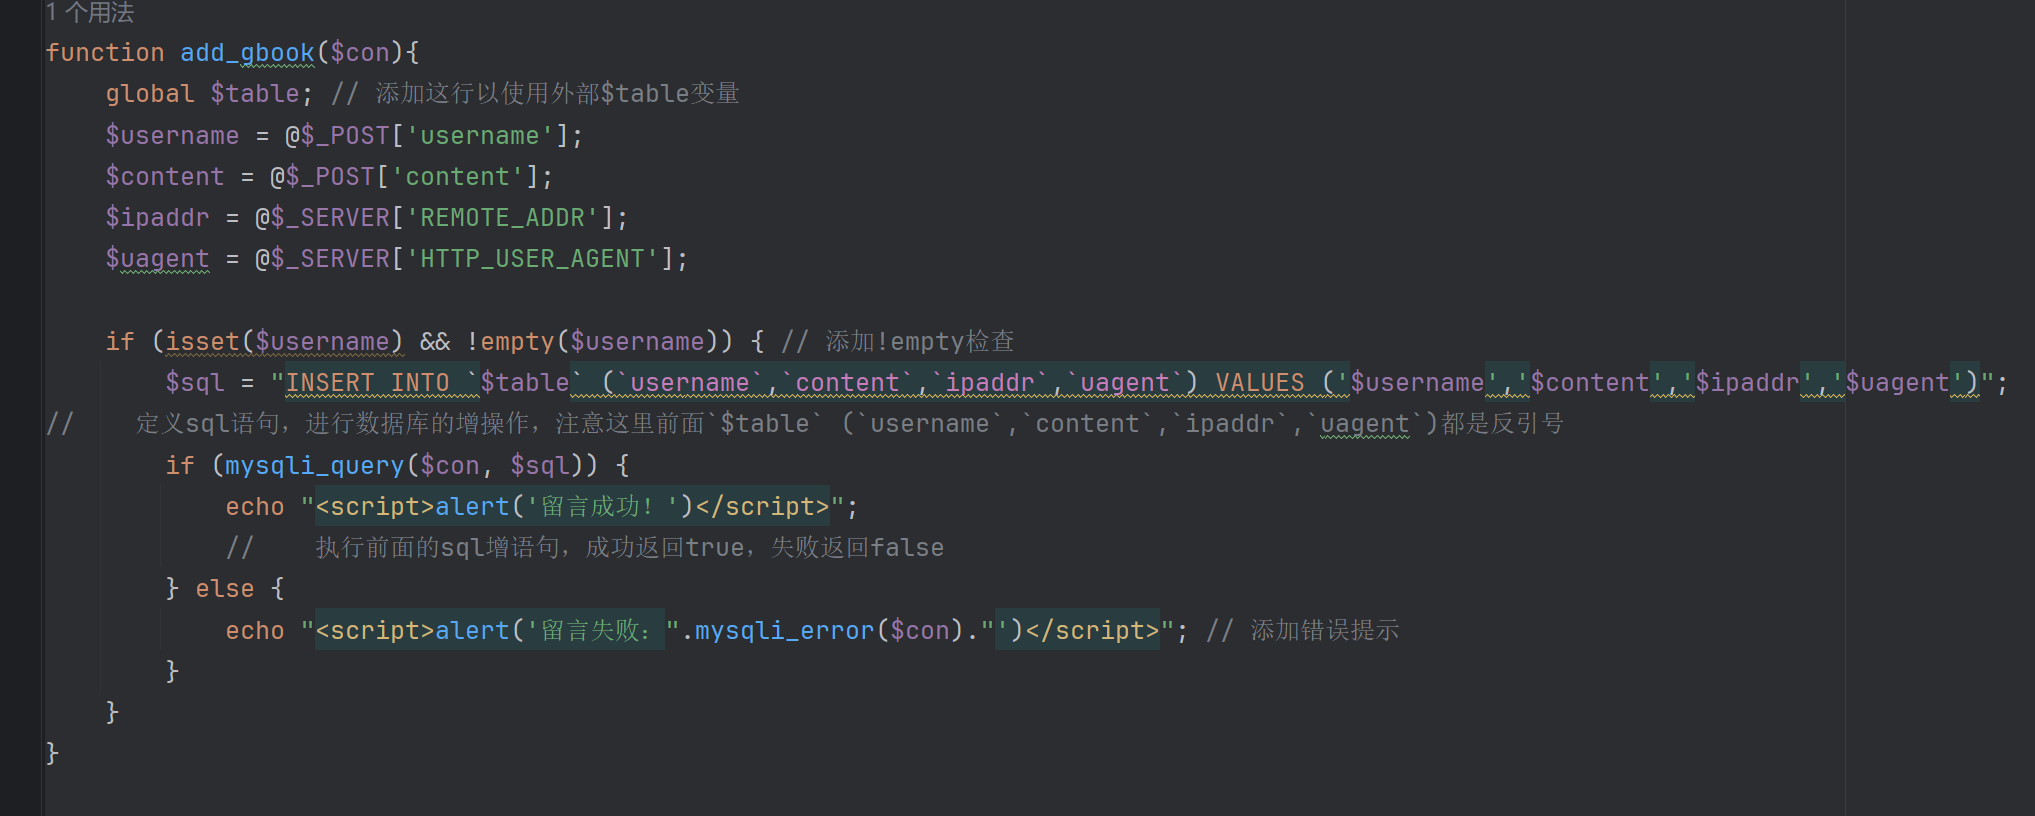 1 个用法
function add_gbook($con){
    global $table; // 添加这行以使用外部$table变量
    $username = @$_POST['username'];
    $content = @$_POST['content'];
    $ipaddr = @$_SERVER['REMOTE_ADDR'];
    $uagent = @$_SERVER['HTTP_USER_AGENT'];
    if (isset($username) && !empty($username)) { // 添加!empty检查
        $sql = "INSERT INTO `$table` (`username`,`content`,`ipaddr`,`uagent`) VALUES ('$username','$content','$ipaddr','$uagent')";
//    定义sql语句，进行数据库的增操作，注意这里前面`$table` (`username`,`content`,`ipaddr`,`uagent`)都是反引号
        if (mysqli_query($con, $sql)) {
            echo "<script>alert('留言成功！')</script>";
            //    执行前面的sql增语句，成功返回true，失败返回false
        } else {
            echo "<script>alert('留言失败：".mysqli_error($con)."')</script>"; // 添加错误提示
        }
    }
}